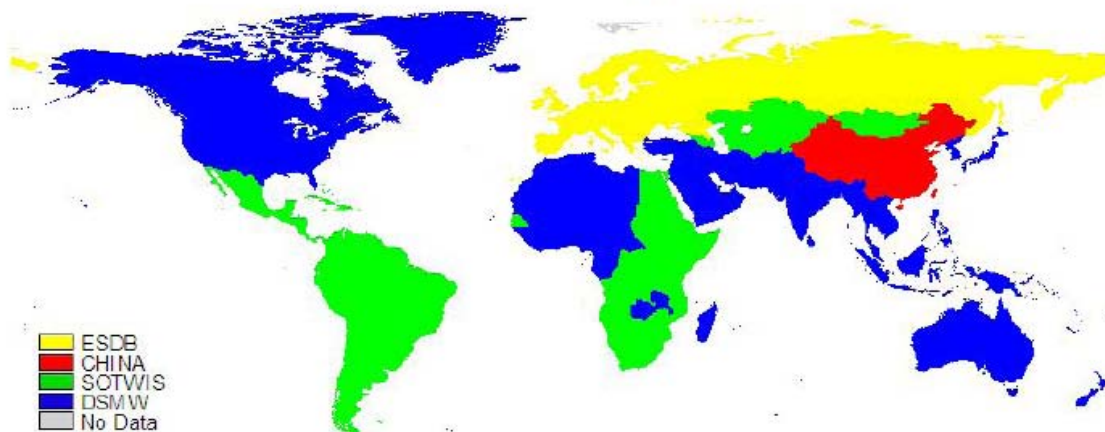 ESDB
CHINA
SOTWIS
DSMW
No Data